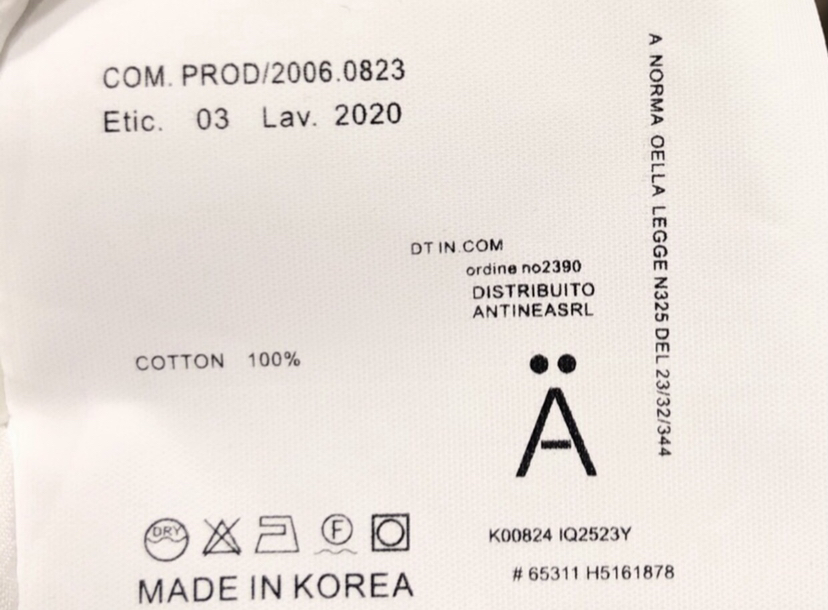 COM. PROD/2006.0823
Etic. 03 Lav. 2020
A NORMA OELLA LEGGE N325 DEL 23/32/344
DT IN.COM
ordine no2390
DISTRIBUITO
ANTINEASRL
COTTON 100%
Ä
DRY
F
K00824 IQ2523Y
# 65311 H5161878
MADE IN KOREA